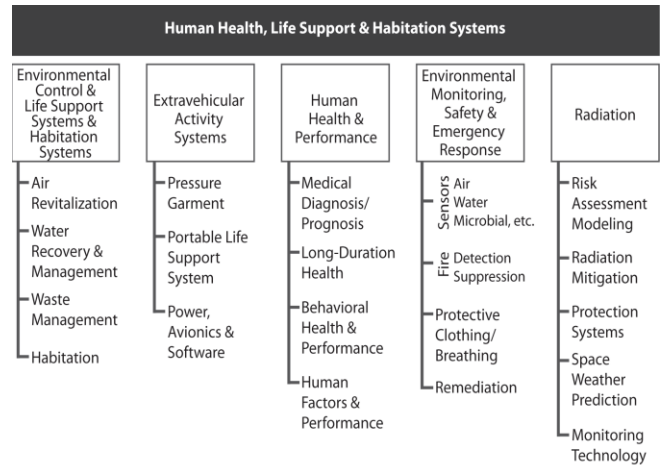 Human Health, Life Support & Habitation Systems
Environmental
Control &
Life Support
Systems &
Habitation
Systems
Air
Revitalization
Water
Recovery &
Management
Waste
Management
Habitation
Extravehicular
Activity
Systems
Pressure
Garment
Portable Life
Support
System
Power,
Avionics &
Software
Human
Health &
Performance
Medical
Diagnosis/
Prognosis
Long-Duration
Health
Behavioral
Health &
Performance
Human
Factors &
Performance
Environmental
Monitoring,
Safety &
Emergency
Response
Sensors
Air
Water
Microbial, etc.
Fire
Detection
Suppression
Protective
Clothing/
Breathing
Remediation
Radiation
Risk
Assessment
Modeling
Radiation
Mitigation
Protection
Systems
Space
Weather
Prediction
Monitoring
Technology